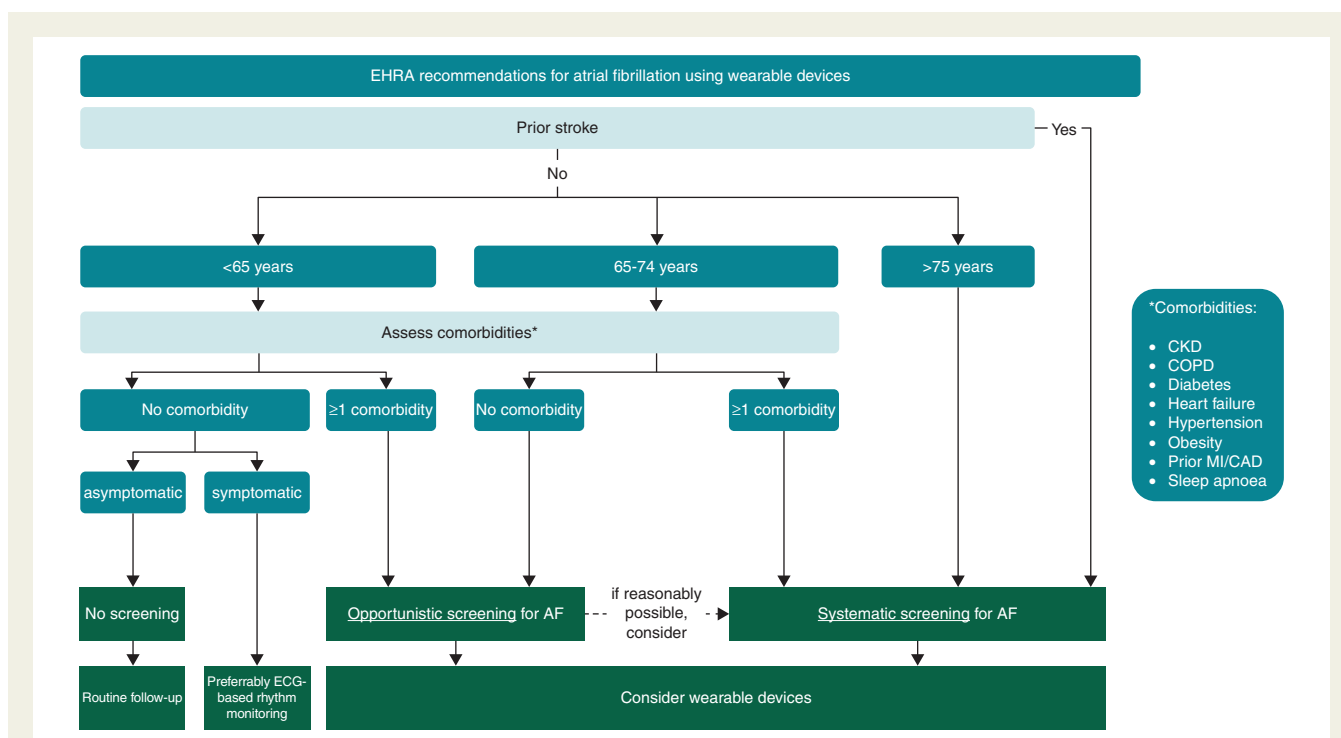 EHRA recommendations for atrial fibrillation using wearable devices
Prior stroke
Yes
No
<65 years
65-74 years
>75 years
Assess comorbidities*
No comorbidity
≥1 comorbidity
No comorbidity
≥1 comorbidity
asymptomatic
symptomatic
No screening
Opportunistic screening for AF
if reasonably
possible,
consider
Systematic screening for AF
Routine follow-up
Preferably ECG-
based rhythm
monitoring
Consider wearable devices
*Comorbidities:
• CKD
• COPD
• Diabetes
• Heart failure
• Hypertension
• Obesity
• Prior MI/CAD
• Sleep apnoea